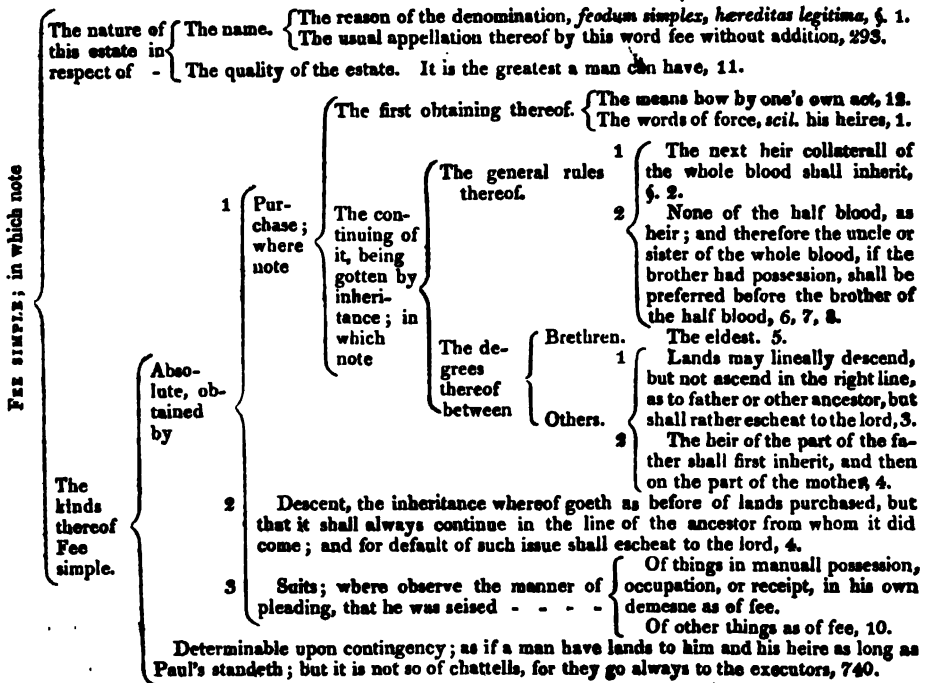 FEE SIMPLE; in which note
The nature of
this estate in
respect of -
The name.
The reason of the denomination, feodum simplex, hæreditas legitima, §. 1.
The usual appellation thereof by this word fee without addition, 293.
The quality of the estate. It is the greatest a man can have, 11.
The
kinds
thereof
Fee
simple.
Abso-
lute, ob-
tained
by
1 Pur-
chase;
where
note
The first obtaining thereof.
The means how by one's own act, 12.
The words of force, scil. his heires, 1.
The con-
tinuing of
it, being
gotten by
inheri-
tance; in
which
note
The general rules
thereof.
1 The next heir collaterall of
the whole blood shall inherit,
§. 2.
2 None of the half blood, as
heir; and therefore the uncle or
sister of the whole blood, if the
brother had possession, shall be
preferred before the brother of
the half blood, 6, 7, 8.
The de-
grees
thereof
between
Brethren. The eldest. 5.
Others.
1 Lands may lineally descend,
but not ascend in the right line,
as to father or other ancestor, but
shall rather escheat to the lord, 3.
2 The heir of the part of the fa-
ther shall first inherit, and then
on the part of the mother, 4.
2 Descent, the inheritance whereof goeth as before of lands purchased, but
that it shall always continue in the line of the ancestor from whom it did
come; and for default of such issue shall escheat to the lord, 4.
3 Suits; where observe the manner of
pleading, that he was seised - - - -
Of things in manuall possession,
occupation, or receipt, in his own
demesne as of fee.
Of other things as of fee, 10.
Determinable upon contingency; as if a man have lands to him and his heire as long as
Paul's standeth; but it is not so of chattells, for they go always to the executors, 740.